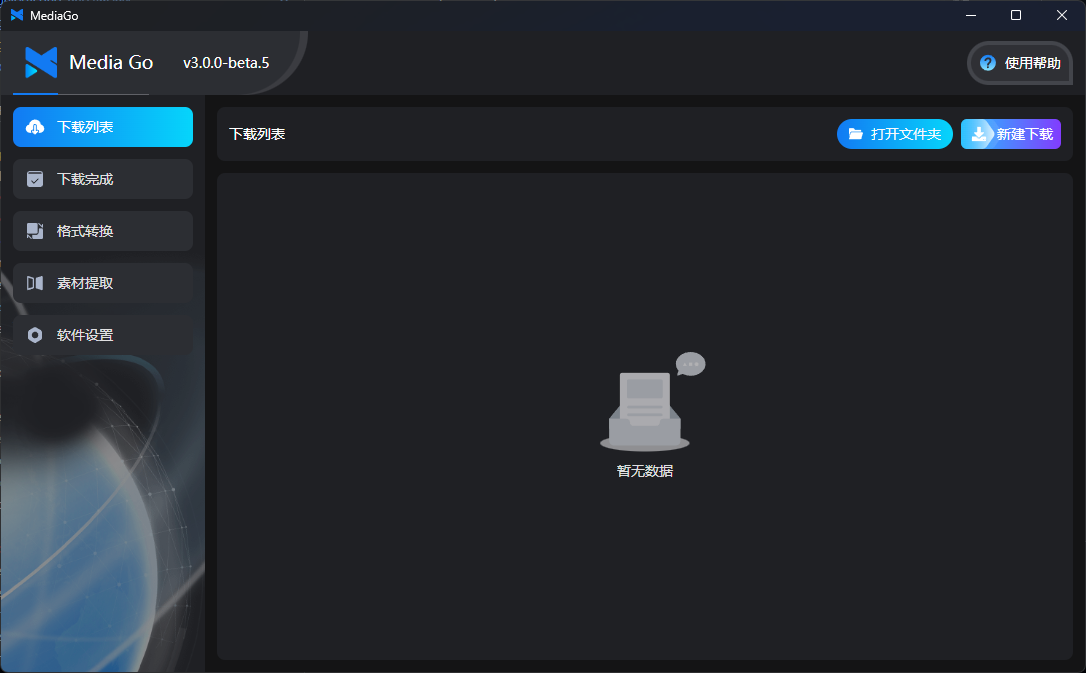 MediaGo
Media Go
v3.0.0-beta.5
使用帮助
下载列表
下载完成
格式转换
素材提取
软件设置
下载列表
打开文件夹
新建下载
暂无数据